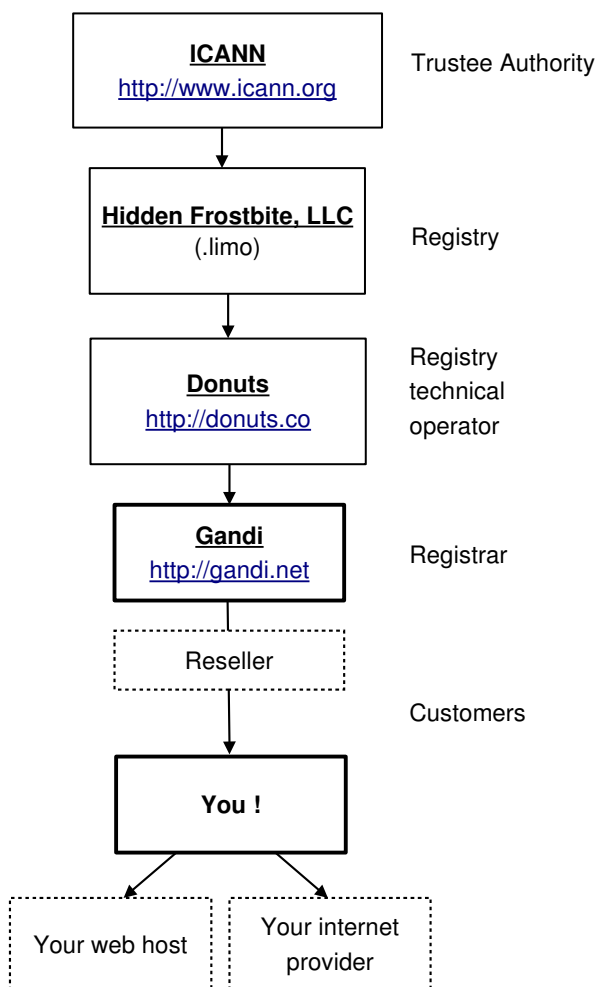 ICANN
http://www.icann.org
Trustee Authority
Hidden Frostbite, LLC
(.limo)
Registry
Donuts
http://donuts.co
Registry
technical
operator
Gandi
http://gandi.net
Registrar
Reseller
Customers
You !
Your web host
Your internet
provider